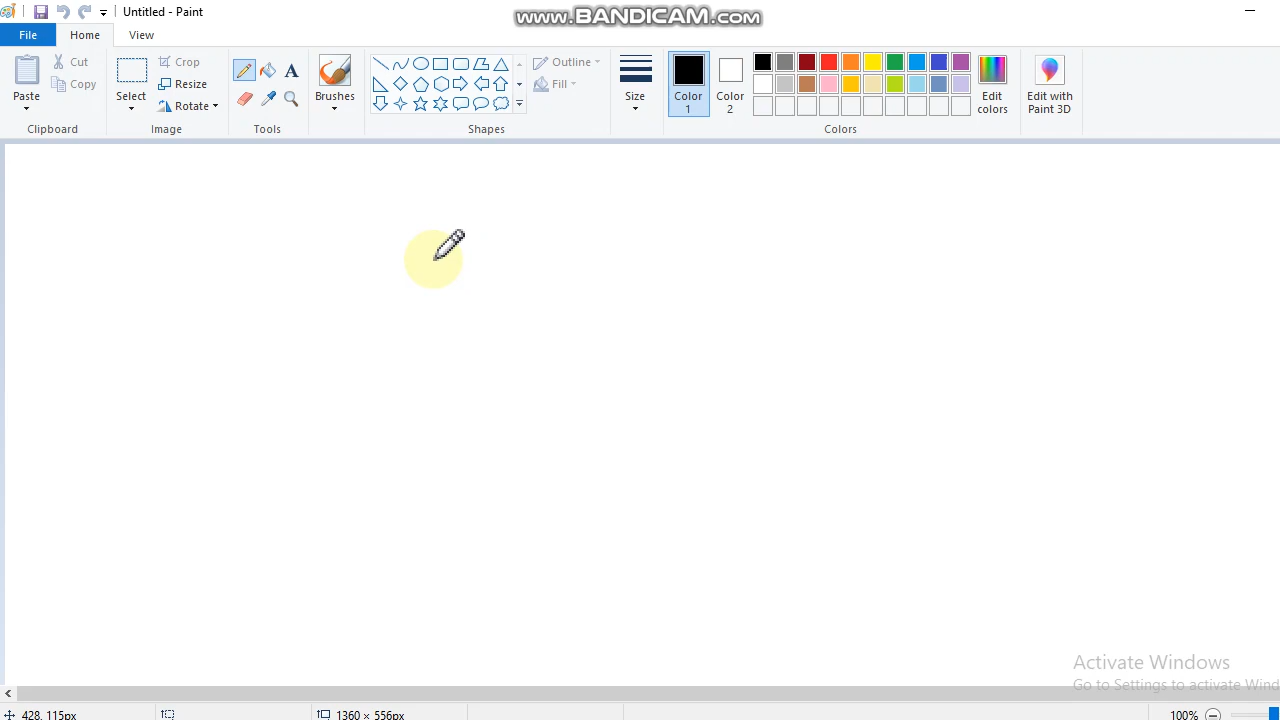 Untitled - Paint
www.BANDICAM.com
File Home View
Paste
Cut
Copy
Clipboard
Select
Crop
Resize
Rotate
Image
A
Tools
Brushes
Outline
Fill
Shapes
Size
Color 1
Color 2
Edit colors
Colors
Edit with Paint 3D
Activate Windows
Go to Settings to activate Wind
428, 115px
1360 × 556px
100%